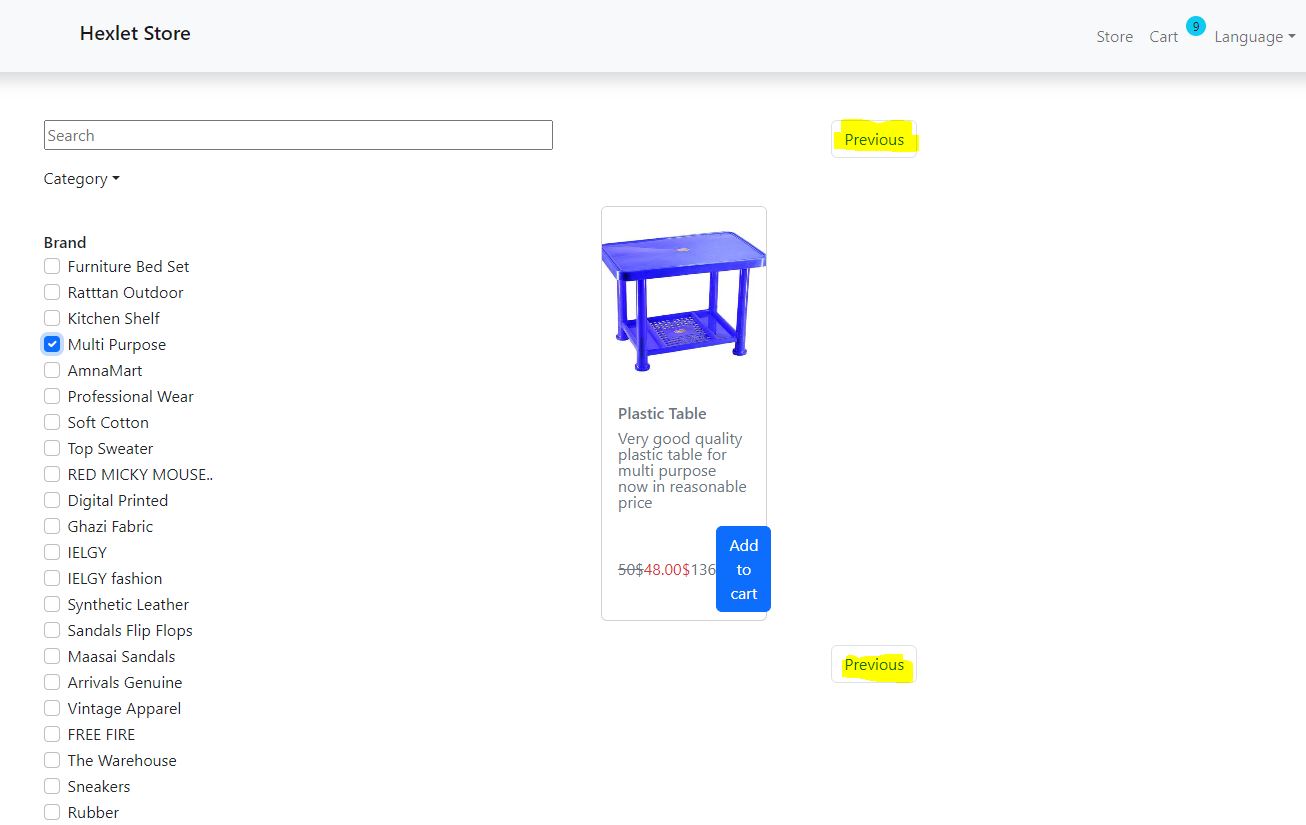 Hexlet Store
Store Cart 9 Language
Search
Category
Brand
Furniture Bed Set
Ratttan Outdoor
Kitchen Shelf
Multi Purpose
AmnaMart
Professional Wear
Soft Cotton
Top Sweater
RED MICKY MOUSE..
Digital Printed
Ghazi Fabric
IELGY
IELGY fashion
Synthetic Leather
Sandals Flip Flops
Maasai Sandals
Arrivals Genuine
Vintage Apparel
FREE FIRE
The Warehouse
Sneakers
Rubber
Previous
Plastic Table
Very good quality
plastic table for
multi purpose
now in reasonable
price
50$48.00$136
Add
to
cart
Previous